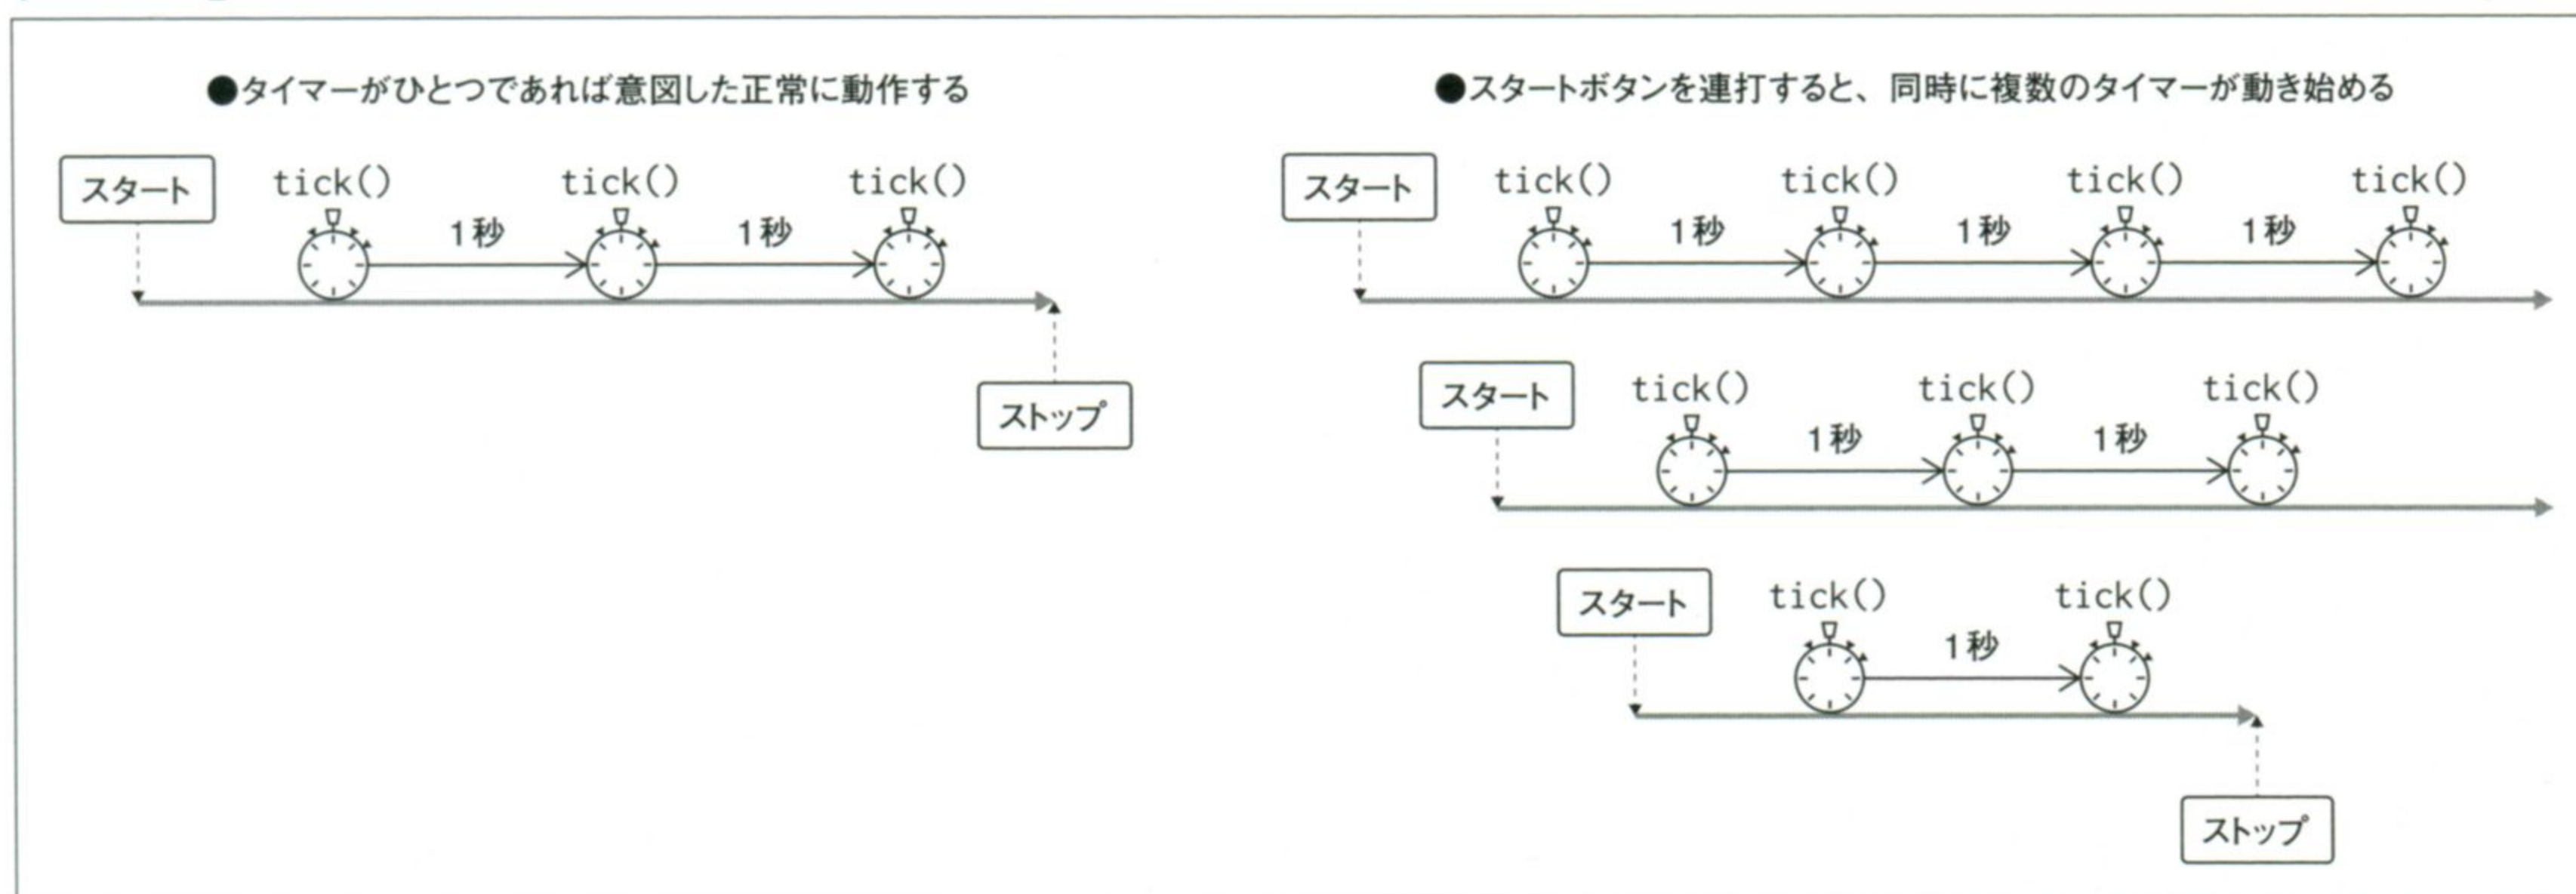 ●タイマーがひとつであれば意図した正常に動作する
スタート
tick()
tick()
tick()
1秒
1秒
ストップ
●スタートボタンを連打すると、同時に複数のタイマーが動き始める
スタート
tick()
tick()
tick()
tick()
1秒
1秒
1秒
スタート
tick()
tick()
tick()
1秒
1秒
スタート
tick()
tick()
1秒
ストップ